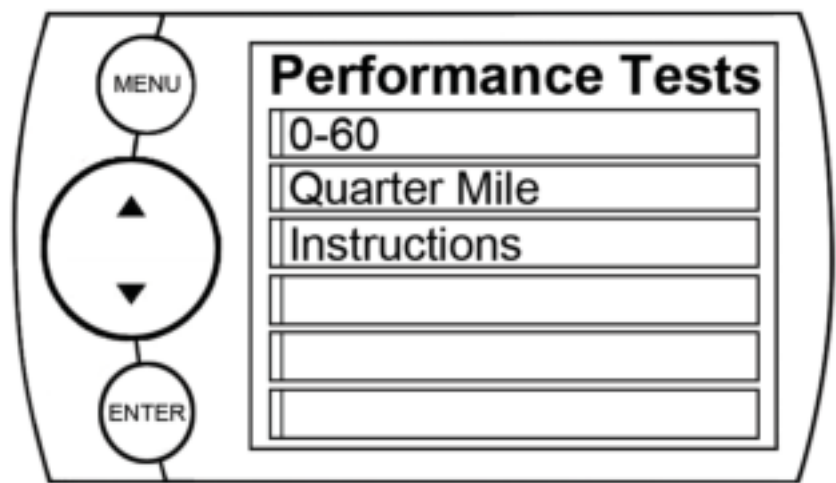 MENU
ENTER
Performance Tests
0-60
Quarter Mile
Instructions